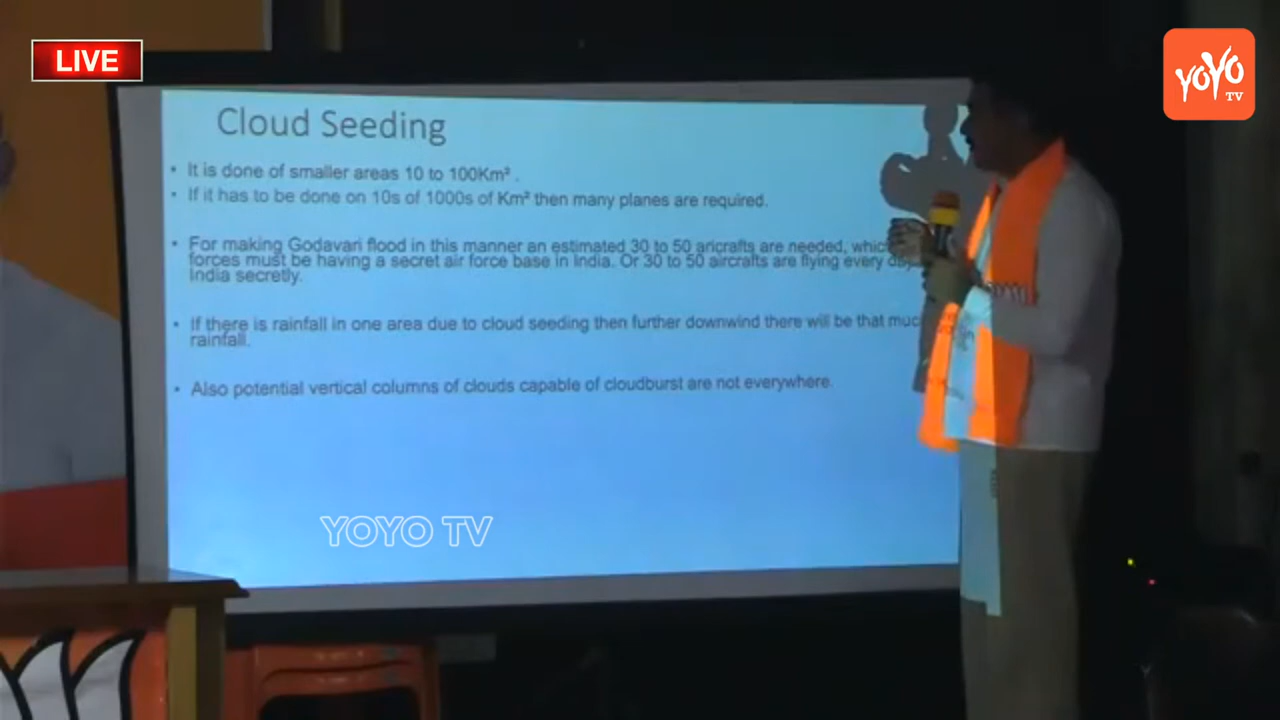 LIVE
YOYO
TV
Cloud Seeding
• It is done of smaller areas 10 to 100Km² .
• If it has to be done on 10s of 1000s of Km² then many planes are required.
• For making Godavari flood in this manner an estimated 30 to 50 aricrafts are needed,
forces must be having a secret air force base in India. Or 30 to 50 aircrafts are flying every
India secretly.
• If there is rainfall in one area due to cloud seeding then further downwind there will be that
rainfall.
• Also potential vertical columns of clouds capable of cloudburst are not everywhere.
YOYO TV